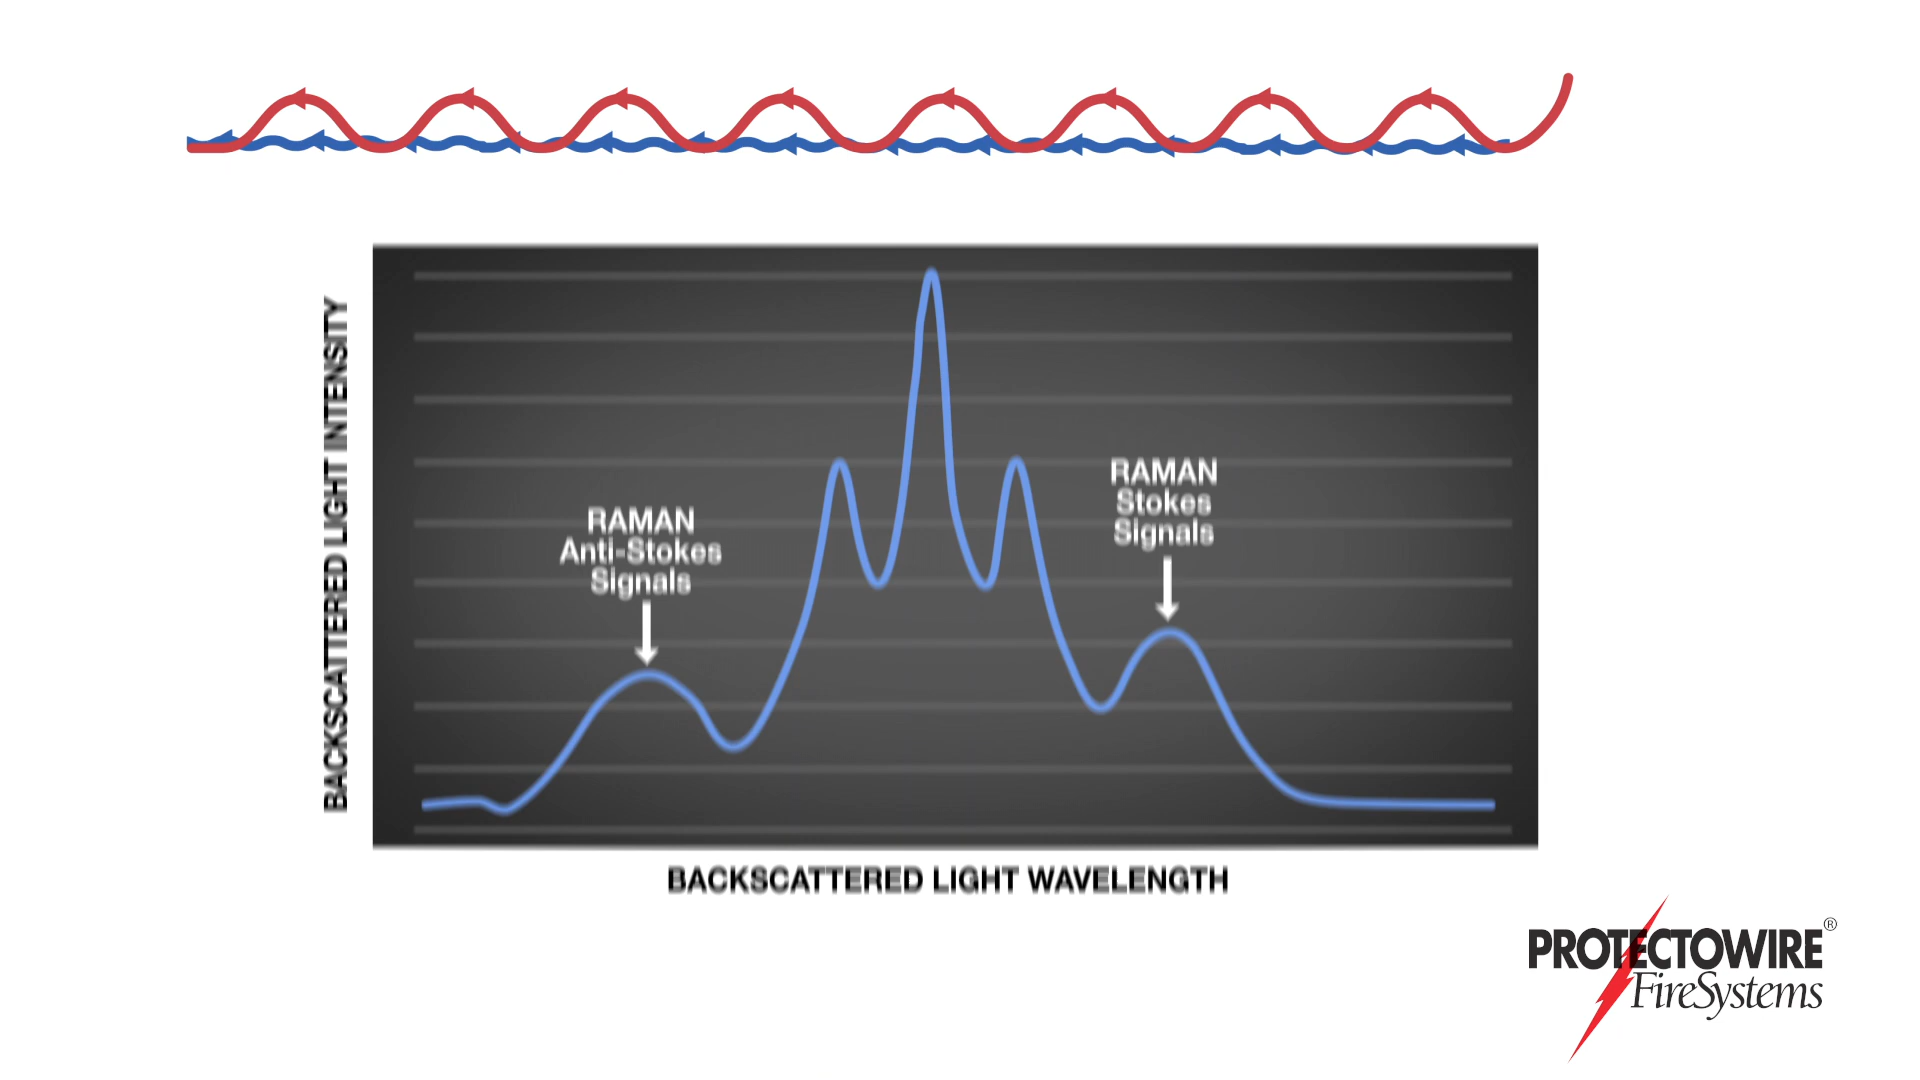 BACKSCATTERED LIGHT INTENSITY
RAMAN
Anti-Stokes
Signals
RAMAN
Stokes
Signals
BACKSCATTERED LIGHT WAVELENGTH
PROTECTOWIRE®
FireSystems